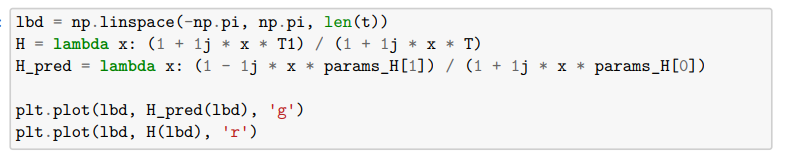 lbd = np.linspace(-np.pi, np.pi, len(t))
H = lambda x: (1 + 1j * x * T1) / (1 + 1j * x * T)
H_pred = lambda x: (1 - 1j * x * params_H[1]) / (1 + 1j * x * params_H[0])
plt.plot(lbd, H_pred(lbd), 'g')
plt.plot(lbd, H(lbd), 'r')